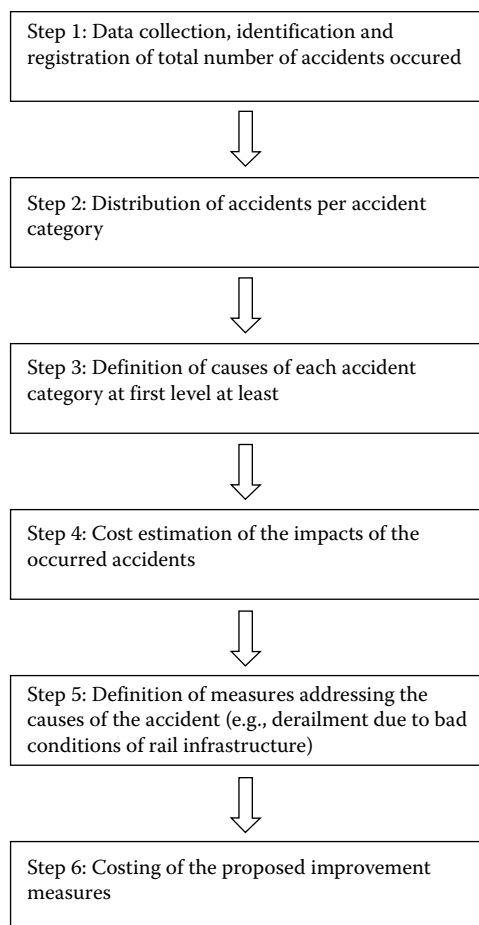 Step 1: Data collection, identification and
registration of total number of accidents occured
Step 2: Distribution of accidents per accident
category
Step 3: Definition of causes of each accident
category at first level at least
Step 4: Cost estimation of the impacts of the
occurred accidents
Step 5: Definition of measures addressing the
causes of the accident (e.g., derailment due to bad
conditions of rail infrastructure)
Step 6: Costing of the proposed improvement
measures